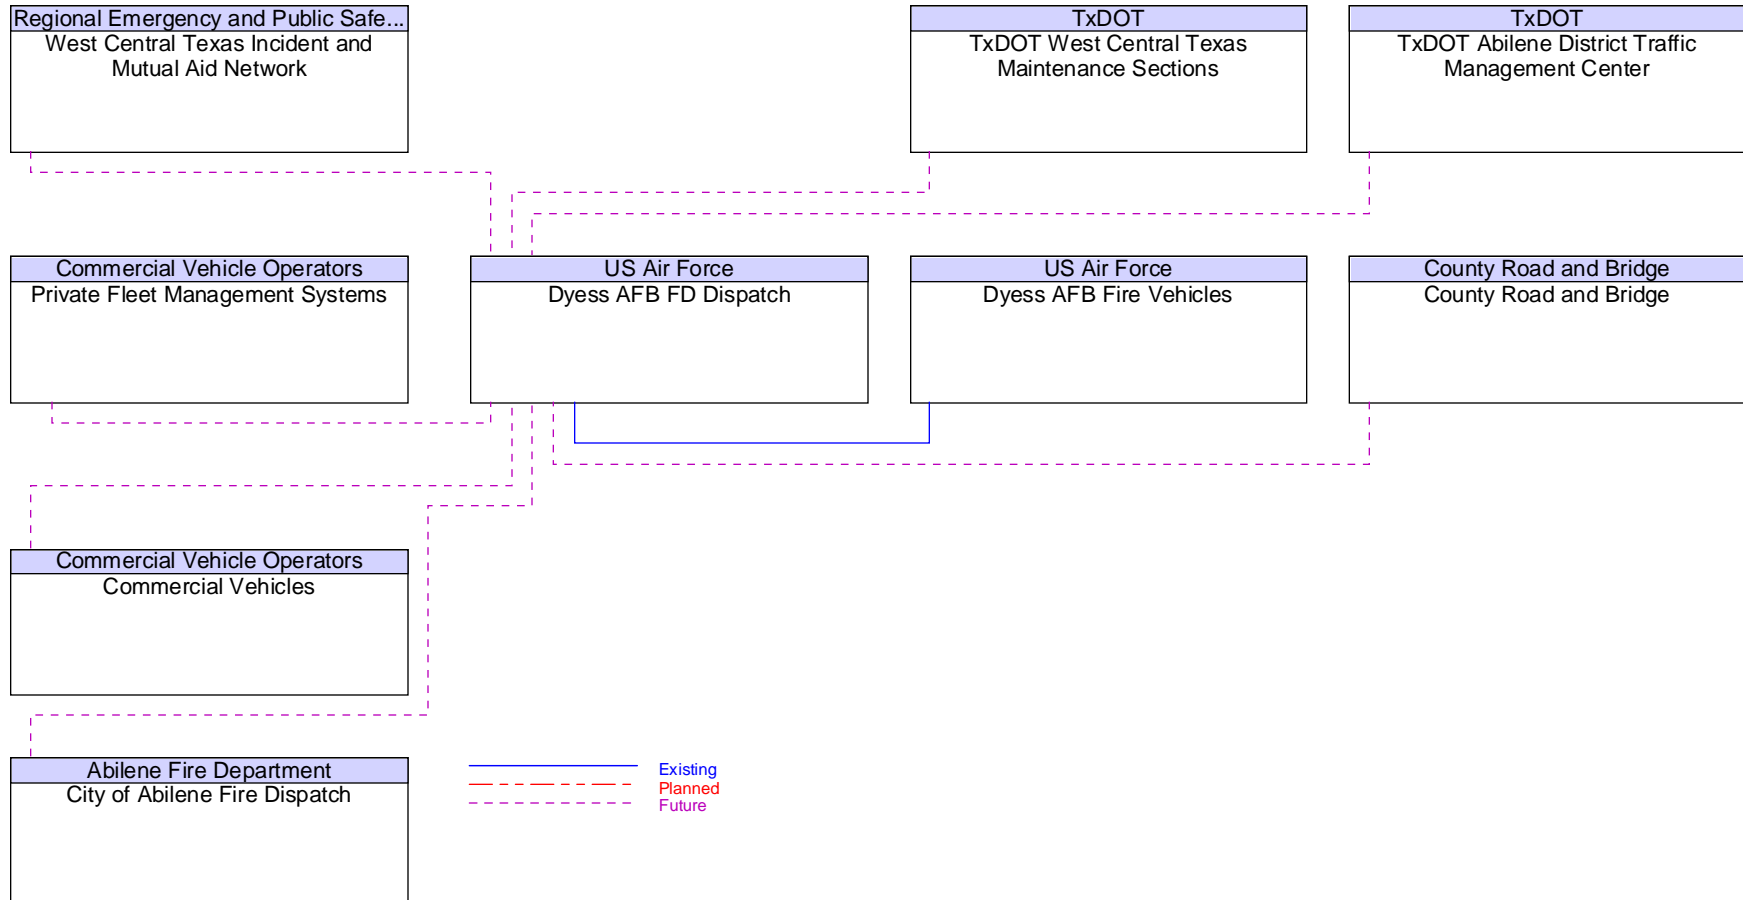 Regional Emergency and Public Safe...
West Central Texas Incident and
Mutual Aid Network
TxDOT
TxDOT West Central Texas
Maintenance Sections
TxDOT
TxDOT Abilene District Traffic
Management Center
Commercial Vehicle Operators
Private Fleet Management Systems
US Air Force
Dyess AFB FD Dispatch
US Air Force
Dyess AFB Fire Vehicles
County Road and Bridge
County Road and Bridge
Commercial Vehicle Operators
Commercial Vehicles
Abilene Fire Department
City of Abilene Fire Dispatch
Existing
Planned
Future